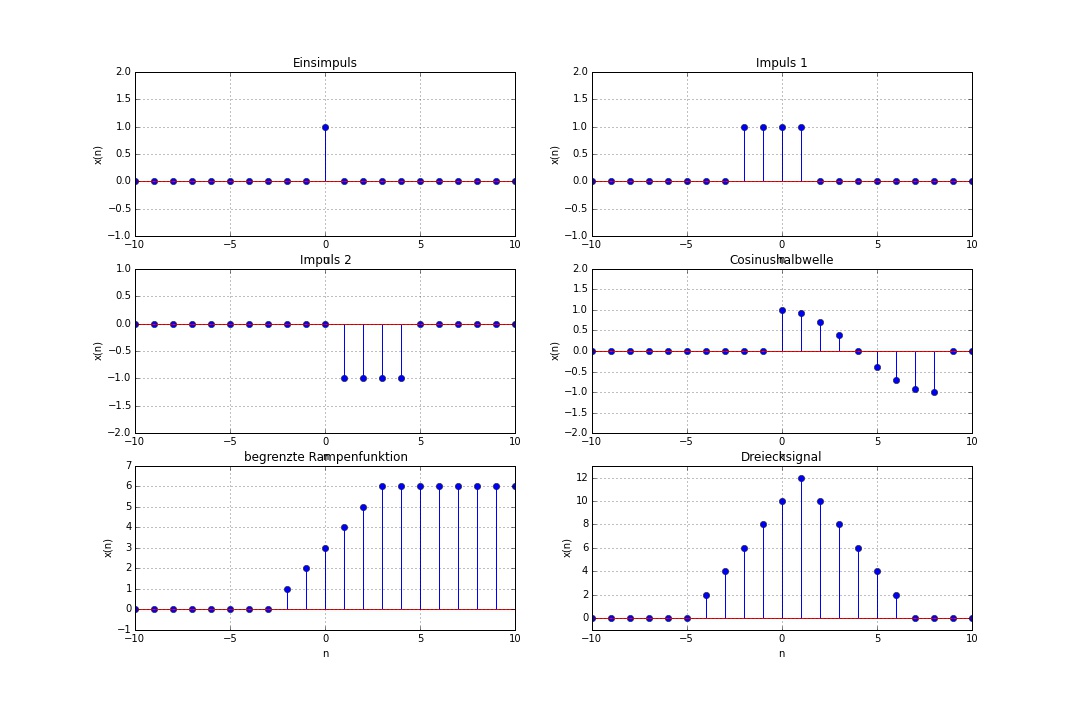 Einsimpuls
2.0
1.5
1.0
0.5
0.0
−0.5
−1.0
x(n)
−10 −5 0 5 10
Impuls 1
2.0
1.5
1.0
0.5
0.0
−0.5
−1.0
x(n)
−10 −5 0 5 10
Impuls 2
1.0
0.5
0.0
−0.5
−1.0
−1.5
−2.0
x(n)
−10 −5 0 5 10
Cosinushalbwelle
2.0
1.5
1.0
0.5
0.0
−0.5
−1.0
−1.5
−2.0
x(n)
−10 −5 0 5 10
begrenzte Rampenfunktion
7
6
5
4
3
2
1
0
−1
x(n)
−10 −5 0 5 10
n
Dreiecksignal
12
10
8
6
4
2
0
x(n)
−10 −5 0 5 10
n